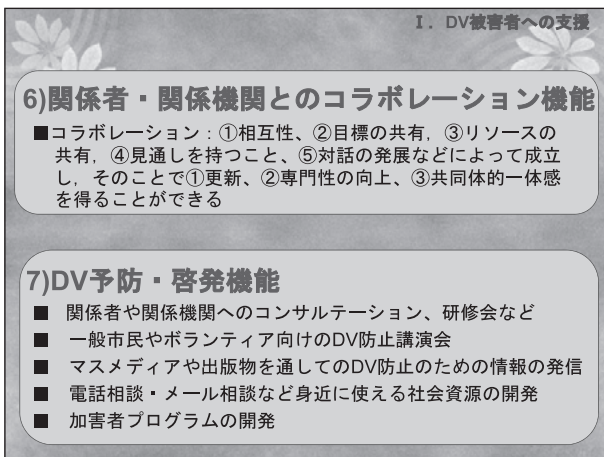 Ⅰ．DV被害者への支援
6)関係者・関係機関とのコラボレーション機能
■コラボレーション：①相互性、②目標の共有，③リソースの
共有，④見通しを持つこと、⑤対話の発展などによって成立
し，そのことで①更新、②専門性の向上、③共同体的一体感
を得ることができる
7)DV予防・啓発機能
■ 関係者や関係機関へのコンサルテーション、研修会など
■ 一般市民やボランティア向けのDV防止講演会
■ マスメディアや出版物を通してのDV防止のための情報の発信
■ 電話相談・メール相談など身近に使える社会資源の開発
■ 加害者プログラムの開発